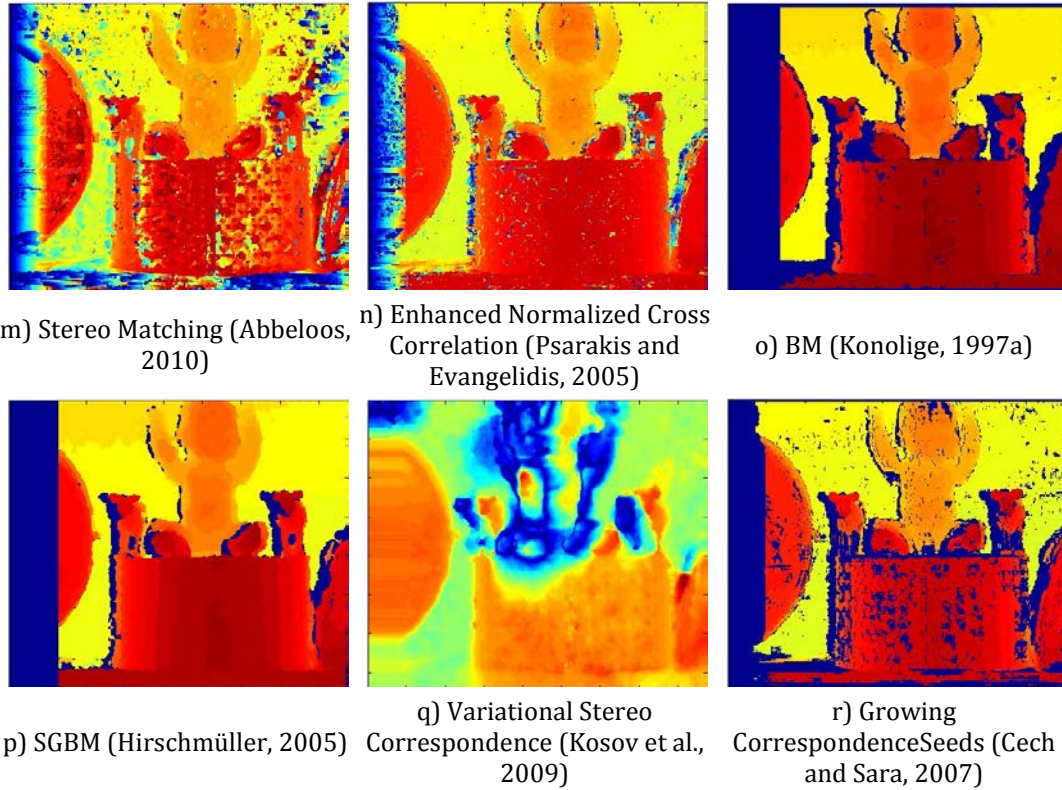 m) Stereo Matching (Abbeloos,
2010)
n) Enhanced Normalized Cross
Correlation (Psarakis and
Evangelidis, 2005)
o) BM (Konolige, 1997a)
p) SGBM (Hirschmüller, 2005)
q) Variational Stereo
Correspondence (Kosov et al.,
2009)
r) Growing
CorrespondenceSeeds (Cech
and Sara, 2007)